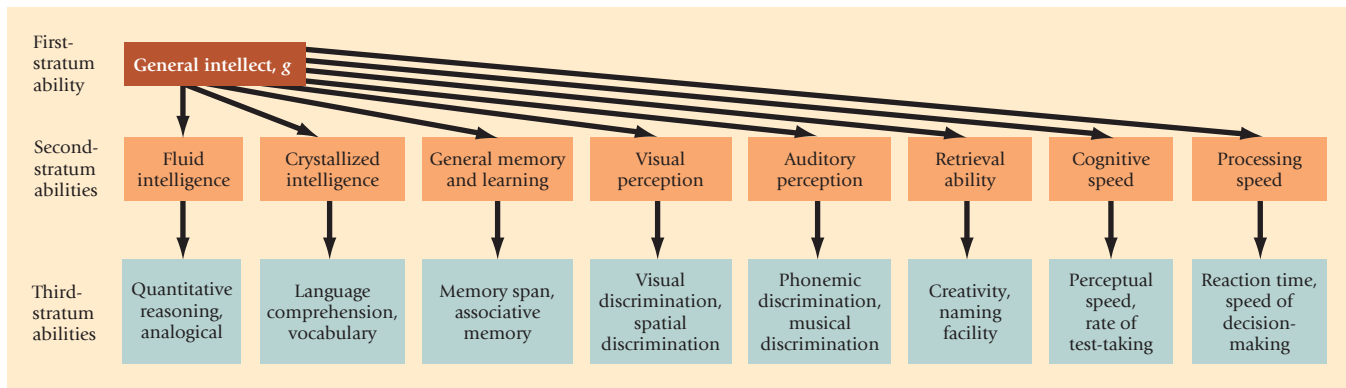 First-
stratum
ability
General intellect, g
Second-
stratum
abilities
Fluid
intelligence
Crystallized
intelligence
General memory
and learning
Visual
perception
Auditory
perception
Retrieval
ability
Cognitive
speed
Processing
speed
Third-
stratum
abilities
Quantitative
reasoning,
analogical
Language
comprehension,
vocabulary
Memory span,
associative
memory
Visual
discrimination,
spatial
discrimination
Phonemic
discrimination,
musical
discrimination
Creativity,
naming
facility
Perceptual
speed,
rate of
test-taking
Reaction time,
speed of
decision-
making